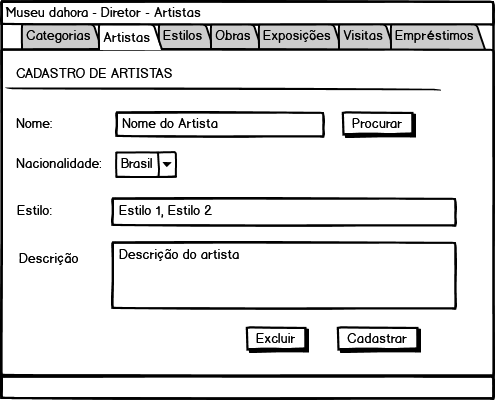 Museu dahora - Diretor - Artistas
Categorias Artistas Estilos Obras Exposições Visitas Empréstimos
CADASTRO DE ARTISTAS
Nome: Nome do Artista Procurar
Nacionalidade: Brasil
Estilo: Estilo 1, Estilo 2
Descrição Descrição do artista
Excluir Cadastrar